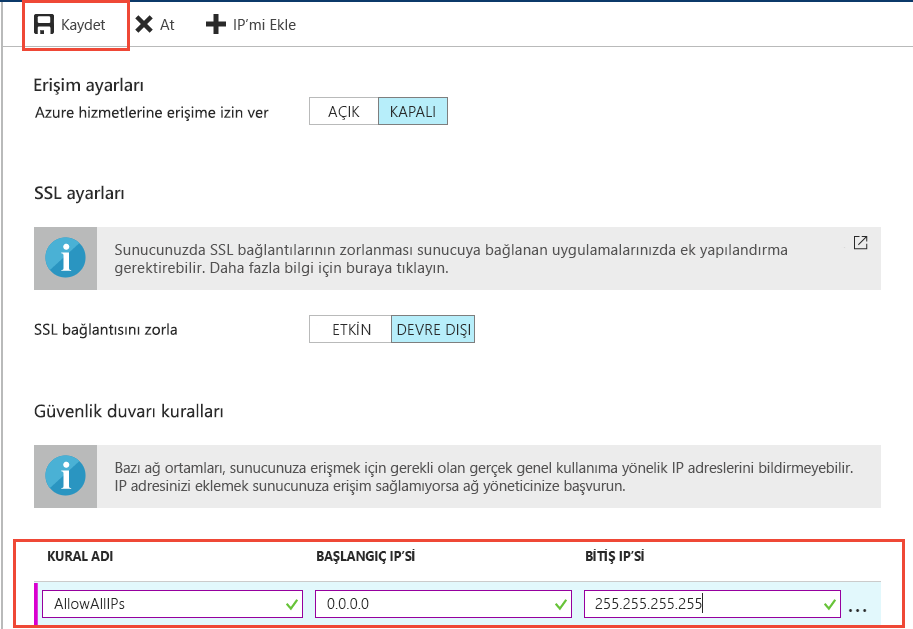 Kaydet At IP'mi Ekle
Erişim ayarları
Azure hizmetlerine erişime izin ver AÇIK KAPALI
SSL ayarları
Sunucunuzda SSL bağlantılarının zorlanması sunucuya bağlanan uygulamalarınızda ek yapılandırma
gerektirebilir. Daha fazla bilgi için buraya tıklayın.
SSL bağlantısını zorla ETKİN DEVRE DIŞI
Güvenlik duvarı kuralları
Bazı ağ ortamları, sunucunuza erişmek için gerekli olan gerçek genel kullanıma yönelik IP adreslerini bildirmeyebilir.
IP adresinizi eklemek sunucunuza erişim sağlamıyorsa ağ yöneticinize başvurun.
KURAL ADI BAŞLANGIÇ IP'Sİ BİTİŞ IP'Sİ
AllowAllIPs 0.0.0.0 255.255.255.255 ...